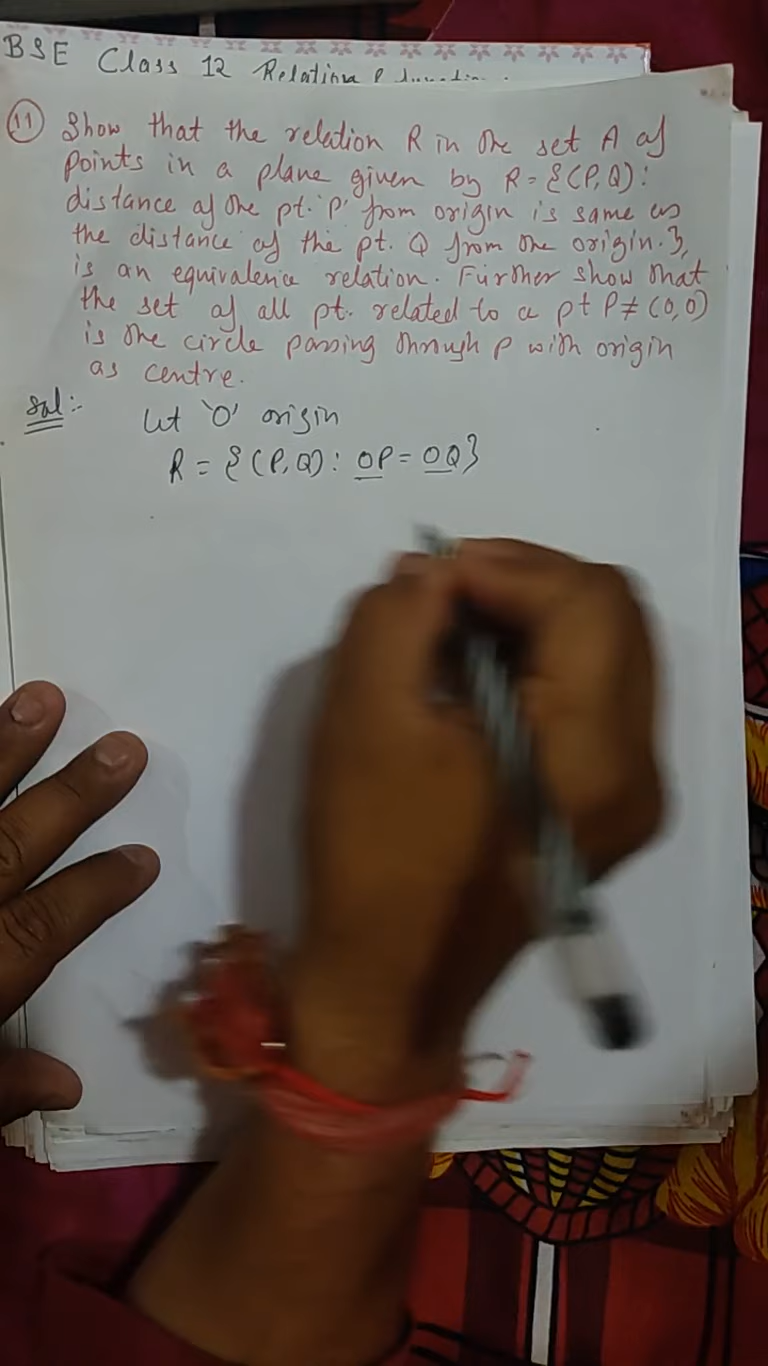 BSE Class 12 Relation
(11) Show that the relation R in the set A of
points in a plane given by R = {(P,Q):
distance of the pt. 'P' from origin is same as
the distance of the pt. Q from the origin.},
is an equivalence relation. Further show that
the set of all pt. related to a pt P ≠ (0,0)
is the circle passing through P with origin
as centre.
Sol:- Let 'O' origin
R = {(P,Q): OP = OQ}